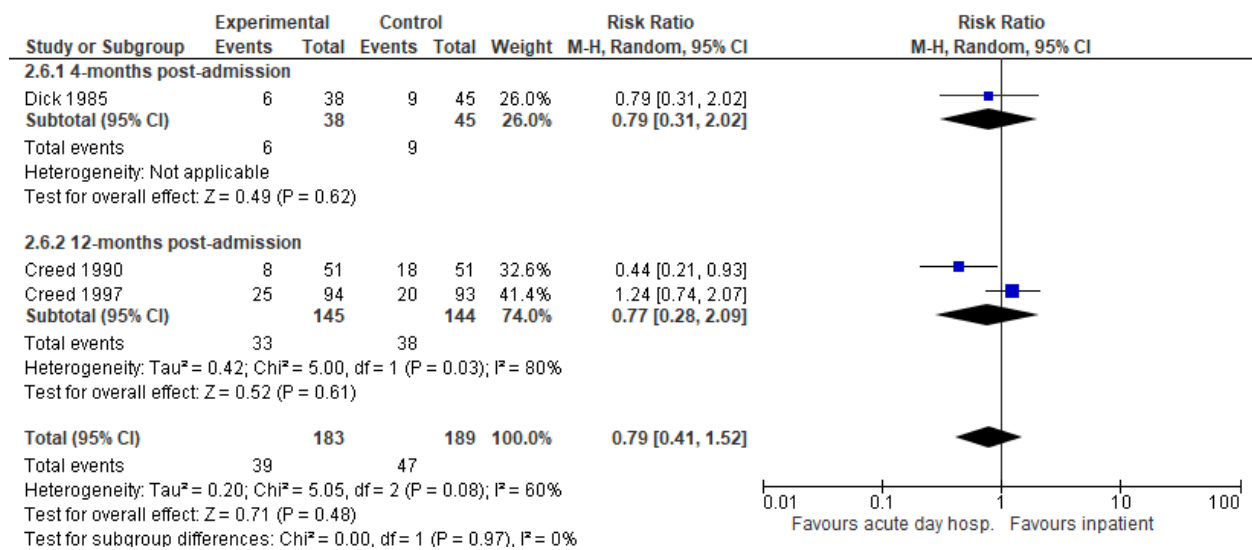 Experimental Control Risk Ratio Risk Ratio
Study or Subgroup Events Total Events Total Weight M-H, Random, 95% CI M-H, Random, 95% CI
2.6.1 4-months post-admission
Dick 1985 6 38 9 45 26.0% 0.79 [0.31, 2.02]
Subtotal (95% CI) 38 45 26.0% 0.79 [0.31, 2.02]
Total events 6 9
Heterogeneity: Not applicable
Test for overall effect: Z = 0.49 (P = 0.62)
2.6.2 12-months post-admission
Creed 1990 8 51 18 51 32.6% 0.44 [0.21, 0.93]
Creed 1997 25 94 20 93 41.4% 1.24 [0.74, 2.07]
Subtotal (95% CI) 145 144 74.0% 0.77 [0.28, 2.09]
Total events 33 38
Heterogeneity: Tau² = 0.42; Chi² = 5.00, df = 1 (P = 0.03); I² = 80%
Test for overall effect: Z = 0.52 (P = 0.61)
Total (95% CI) 183 189 100.0% 0.79 [0.41, 1.52]
Total events 39 47
Heterogeneity: Tau² = 0.20; Chi² = 5.05, df = 2 (P = 0.08); I² = 60%
Test for overall effect: Z = 0.71 (P = 0.48)
Test for subgroup differences: Chi² = 0.00, df = 1 (P = 0.97), I² = 0%
0.01 0.1 1 10 100
Favours acute day hosp. Favours inpatient